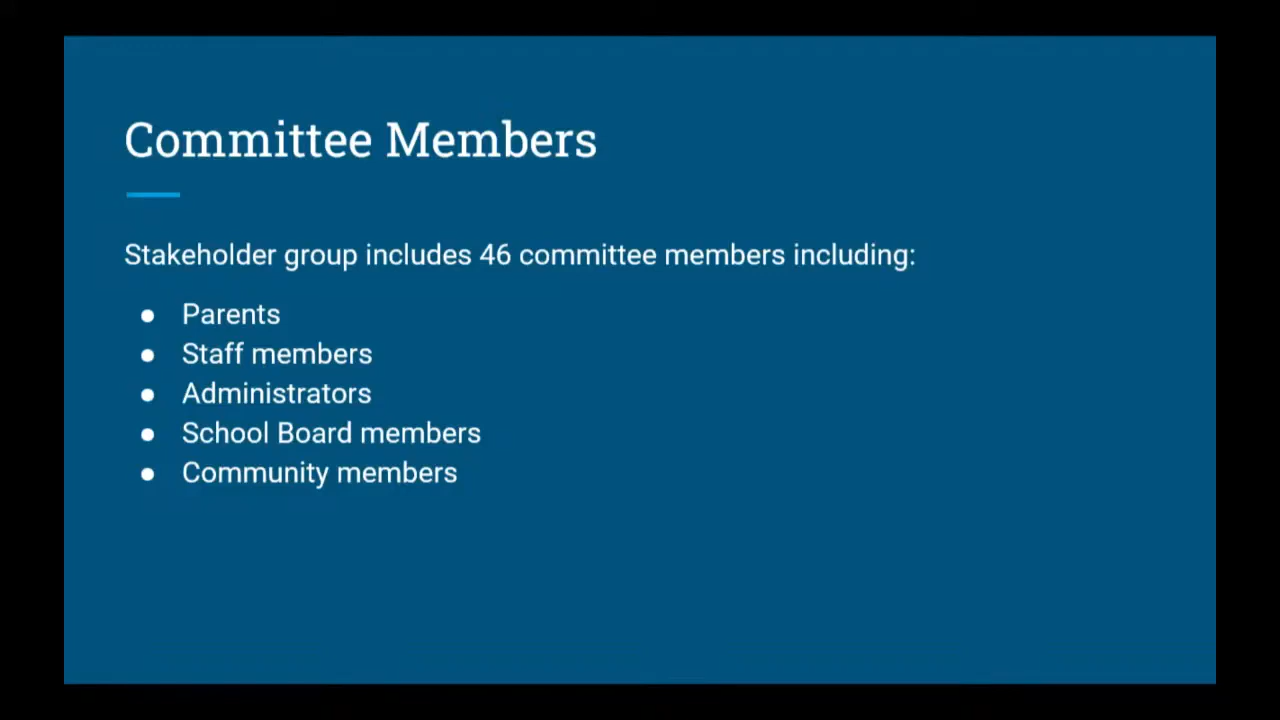 Committee Members
Stakeholder group includes 46 committee members including:
● Parents
● Staff members
● Administrators
● School Board members
● Community members